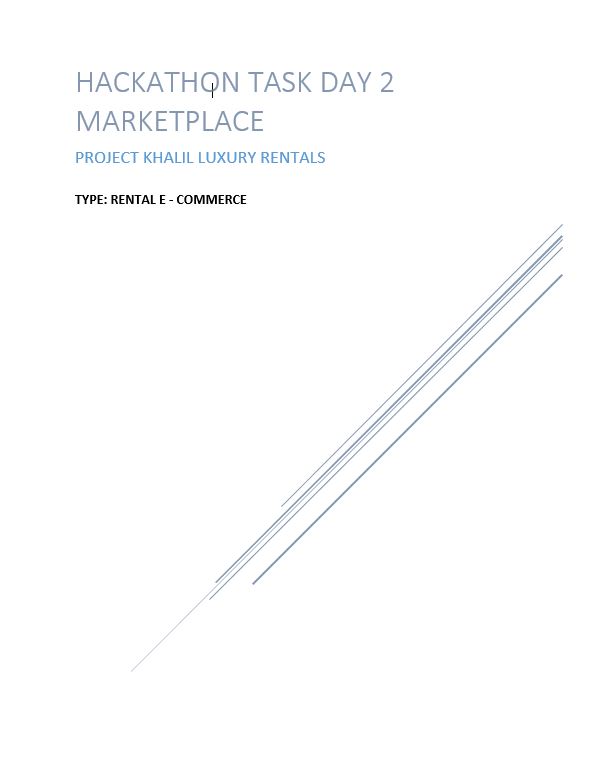 HACKATHON TASK DAY 2
MARKETPLACE
PROJECT KHALIL LUXURY RENTALS
TYPE: RENTAL E - COMMERCE